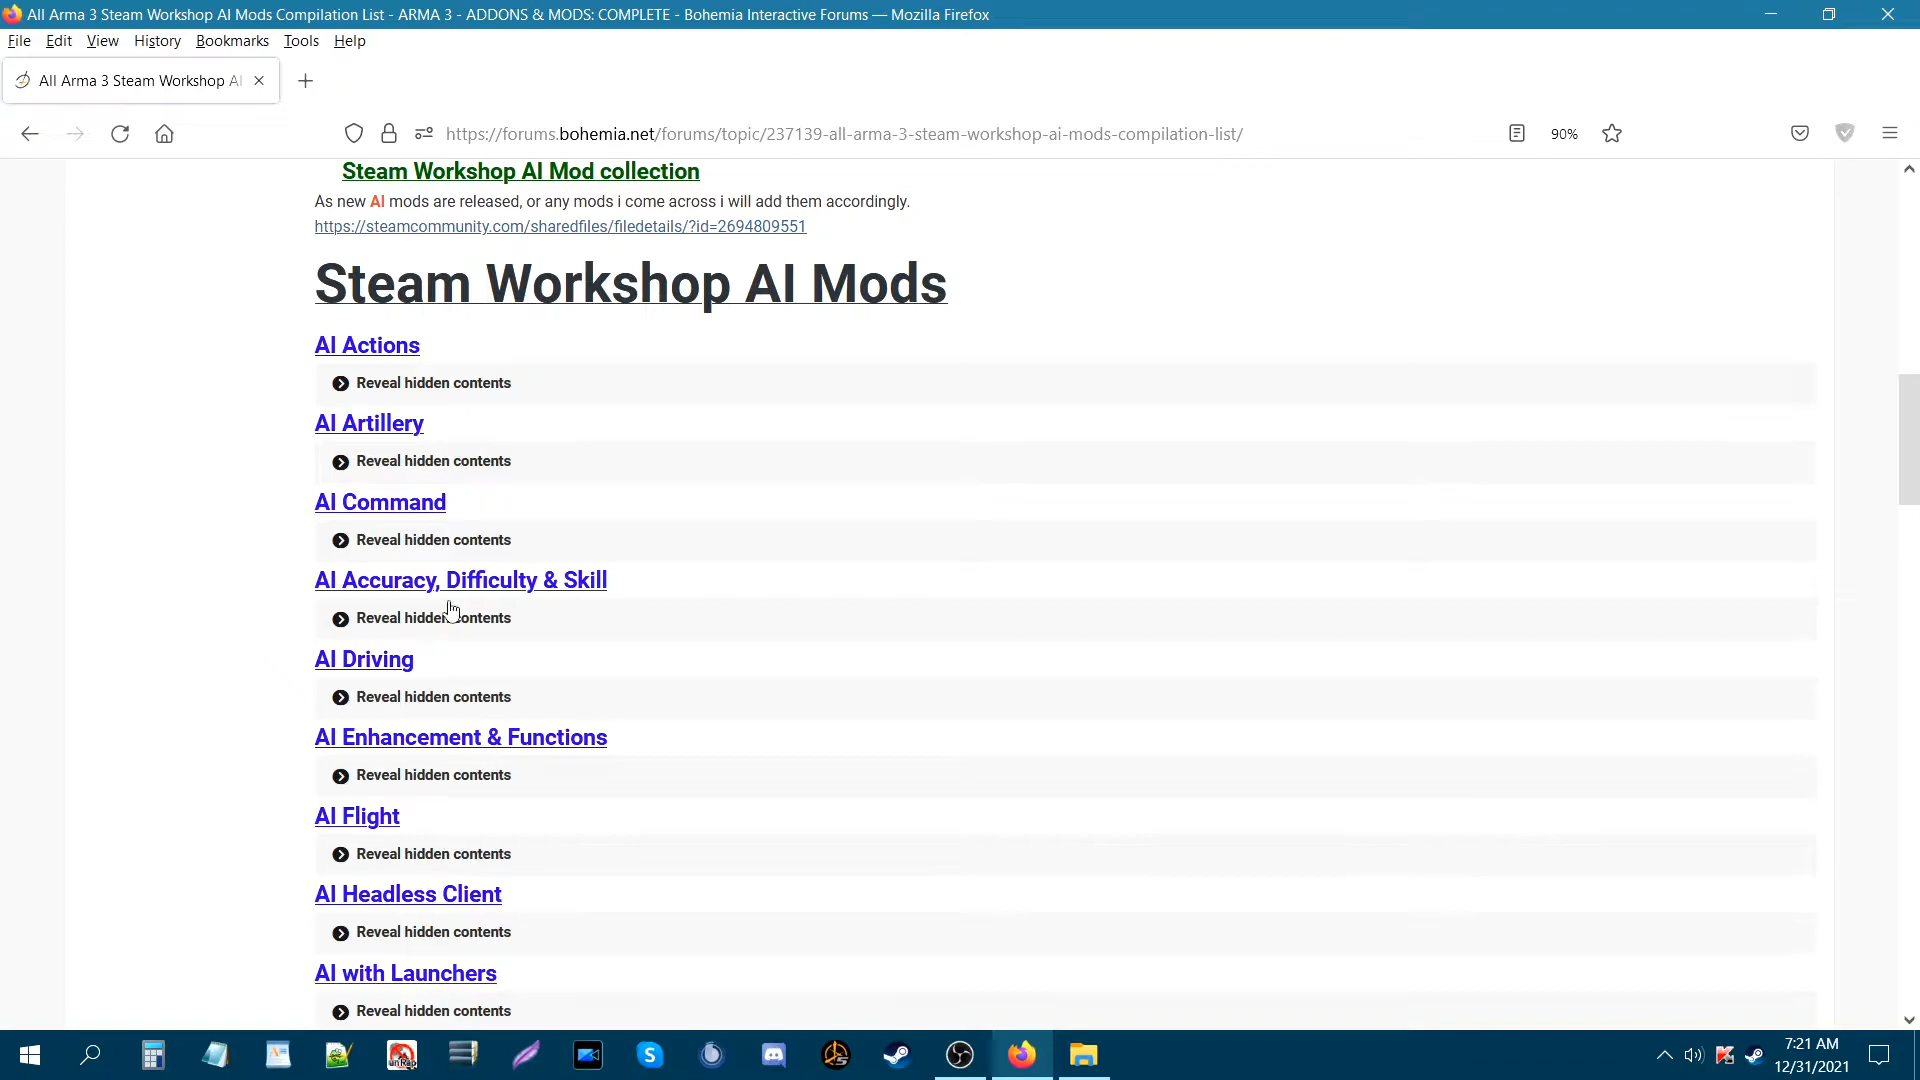 All Arma 3 Steam Workshop AI Mods Compilation List - ARMA 3 - ADDONS & MODS: COMPLETE - Bohemia Interactive Forums — Mozilla Firefox
File Edit View History Bookmarks Tools Help
All Arma 3 Steam Workshop AI
https://forums.bohemia.net/forums/topic/237139-all-arma-3-steam-workshop-ai-mods-compilation-list/
90%
Steam Workshop AI Mod collection
As new AI mods are released, or any mods i come across i will add them accordingly.
https://steamcommunity.com/sharedfiles/filedetails/?id=2694809551
Steam Workshop AI Mods
AI Actions
Reveal hidden contents
AI Artillery
Reveal hidden contents
AI Command
Reveal hidden contents
AI Accuracy, Difficulty & Skill
Reveal hidden contents
AI Driving
Reveal hidden contents
AI Enhancement & Functions
Reveal hidden contents
AI Flight
Reveal hidden contents
AI Headless Client
Reveal hidden contents
AI with Launchers
Reveal hidden contents
7:21 AM
12/31/2021